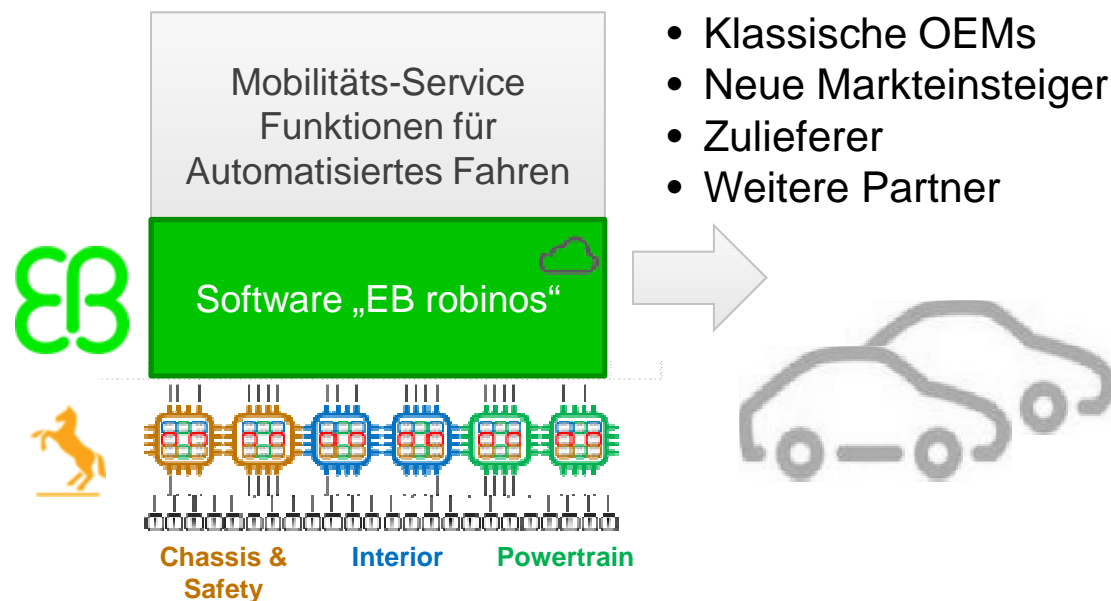 Mobilitäts-Service
Funktionen für
Automatisiertes Fahren
Software „EB robinos“
EB
Chassis &
Safety
Interior
Powertrain
• Klassische OEMs
• Neue Markteinsteiger
• Zulieferer
• Weitere Partner